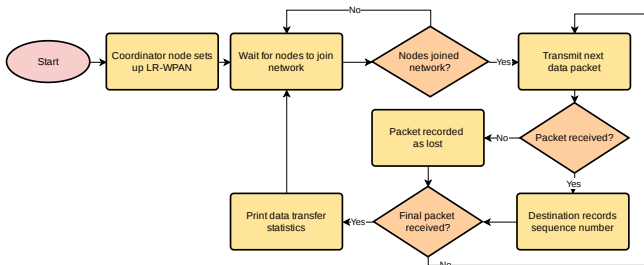 No
Start
Coordinator node sets
up LR-WPAN
Wait for nodes to join
network
Nodes joined
network?
Yes
Transmit next
data packet
Packet recorded
as lost
No
Packet received?
Yes
Print data transfer
statistics
Yes
Final packet
received?
Destination records
sequence number
No